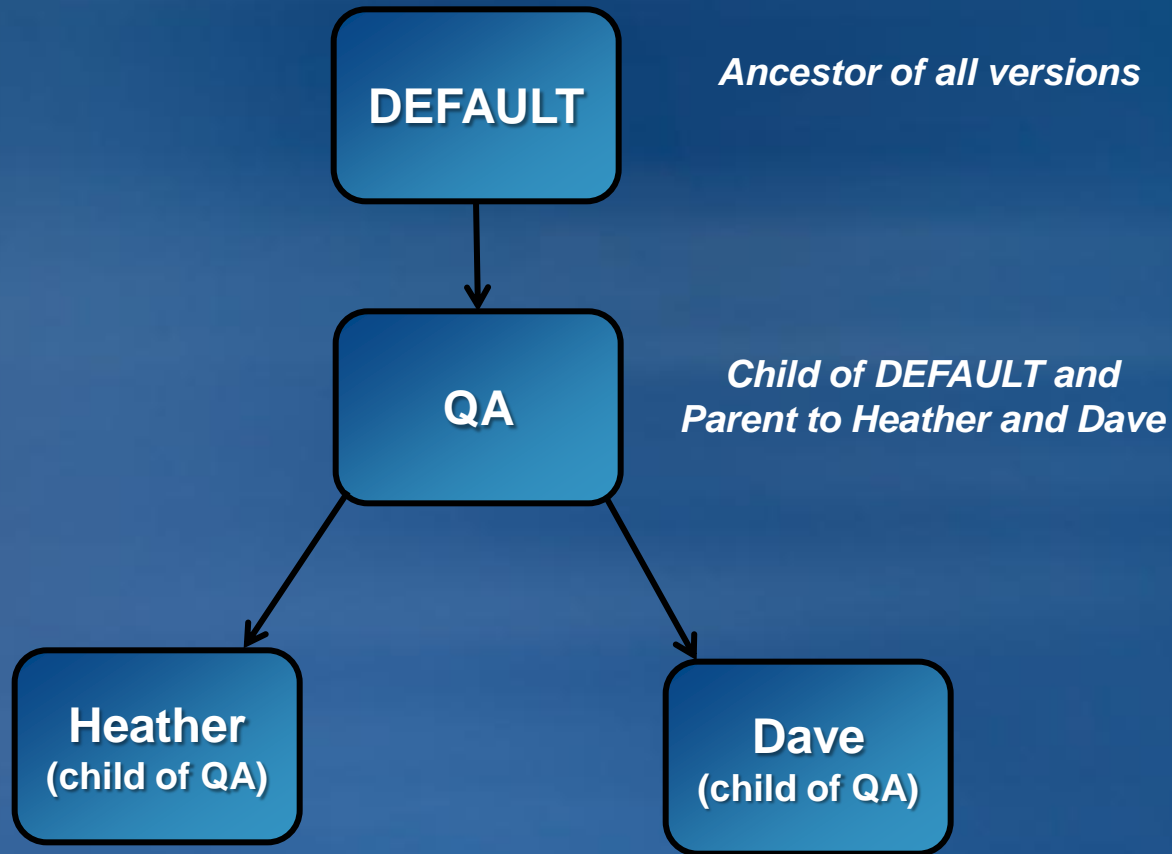 DEFAULT
Ancestor of all versions
QA
Child of DEFAULT and
Parent to Heather and Dave
Heather
(child of QA)
Dave
(child of QA)